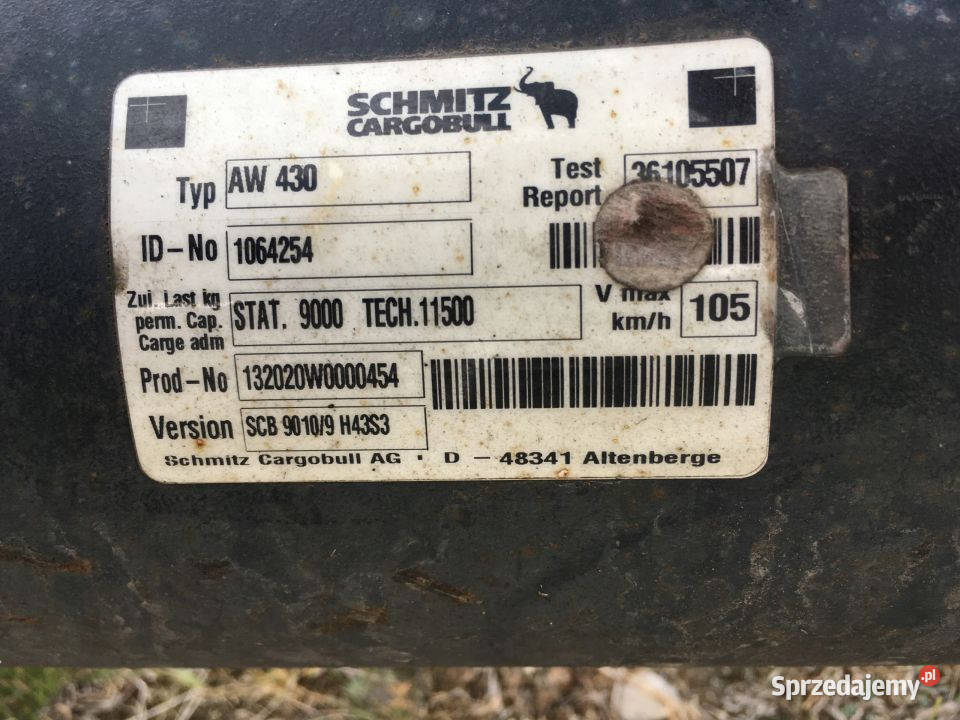 SCHMITZ
CARGOBULL
Typ AW 430
Test Report 36105507
ID-No 1064254
Zul. Last kg
perm. Cap.
Carge adm
STAT. 9000 TECH.11500
V max
km/h
105
Prod-No 132020W0000454
Version SCB 9010/9 H43S3
Schmitz Cargobull AG · D - 48341 Altenberge
Sprzedajemy.pl